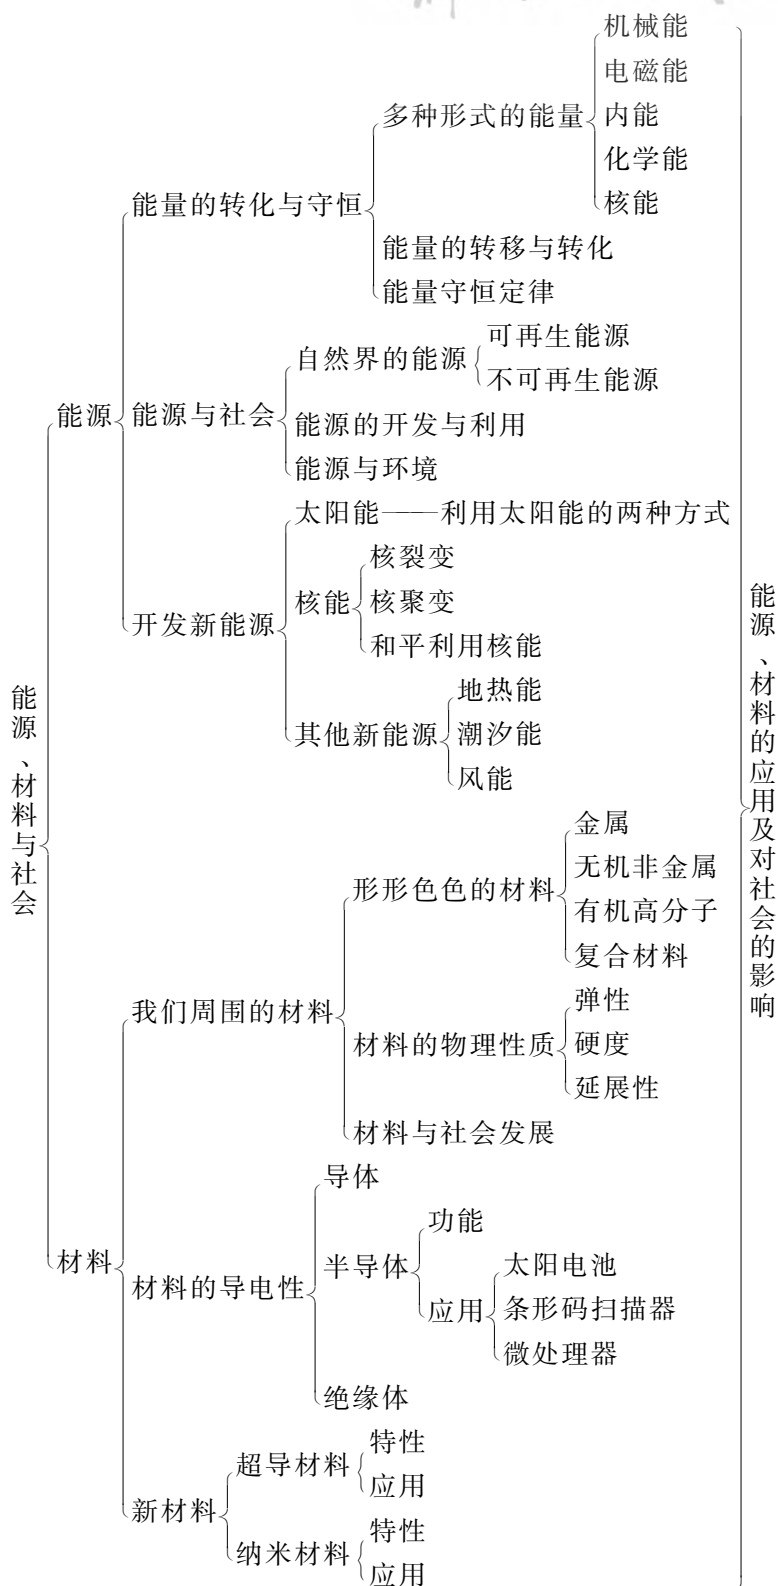 能源、材料与社会
能源
能量的转化与守恒
多种形式的能量
机械能
电磁能
内能
化学能
核能
能量的转移与转化
能量守恒定律
能源与社会
自然界的能源
可再生能源
不可再生能源
能源的开发与利用
能源与环境
开发新能源
太阳能——利用太阳能的两种方式
核能
核裂变
核聚变
和平利用核能
其他新能源
地热能
潮汐能
风能
材料
我们周围的材料
形形色色的材料
金属
无机非金属
有机高分子
复合材料
材料的物理性质
弹性
硬度
延展性
材料与社会发展
材料的导电性
导体
半导体
功能
应用
太阳电池
条形码扫描器
微处理器
绝缘体
新材料
超导材料
特性
应用
纳米材料
特性
应用
能源、材料的应用及对社会的影响